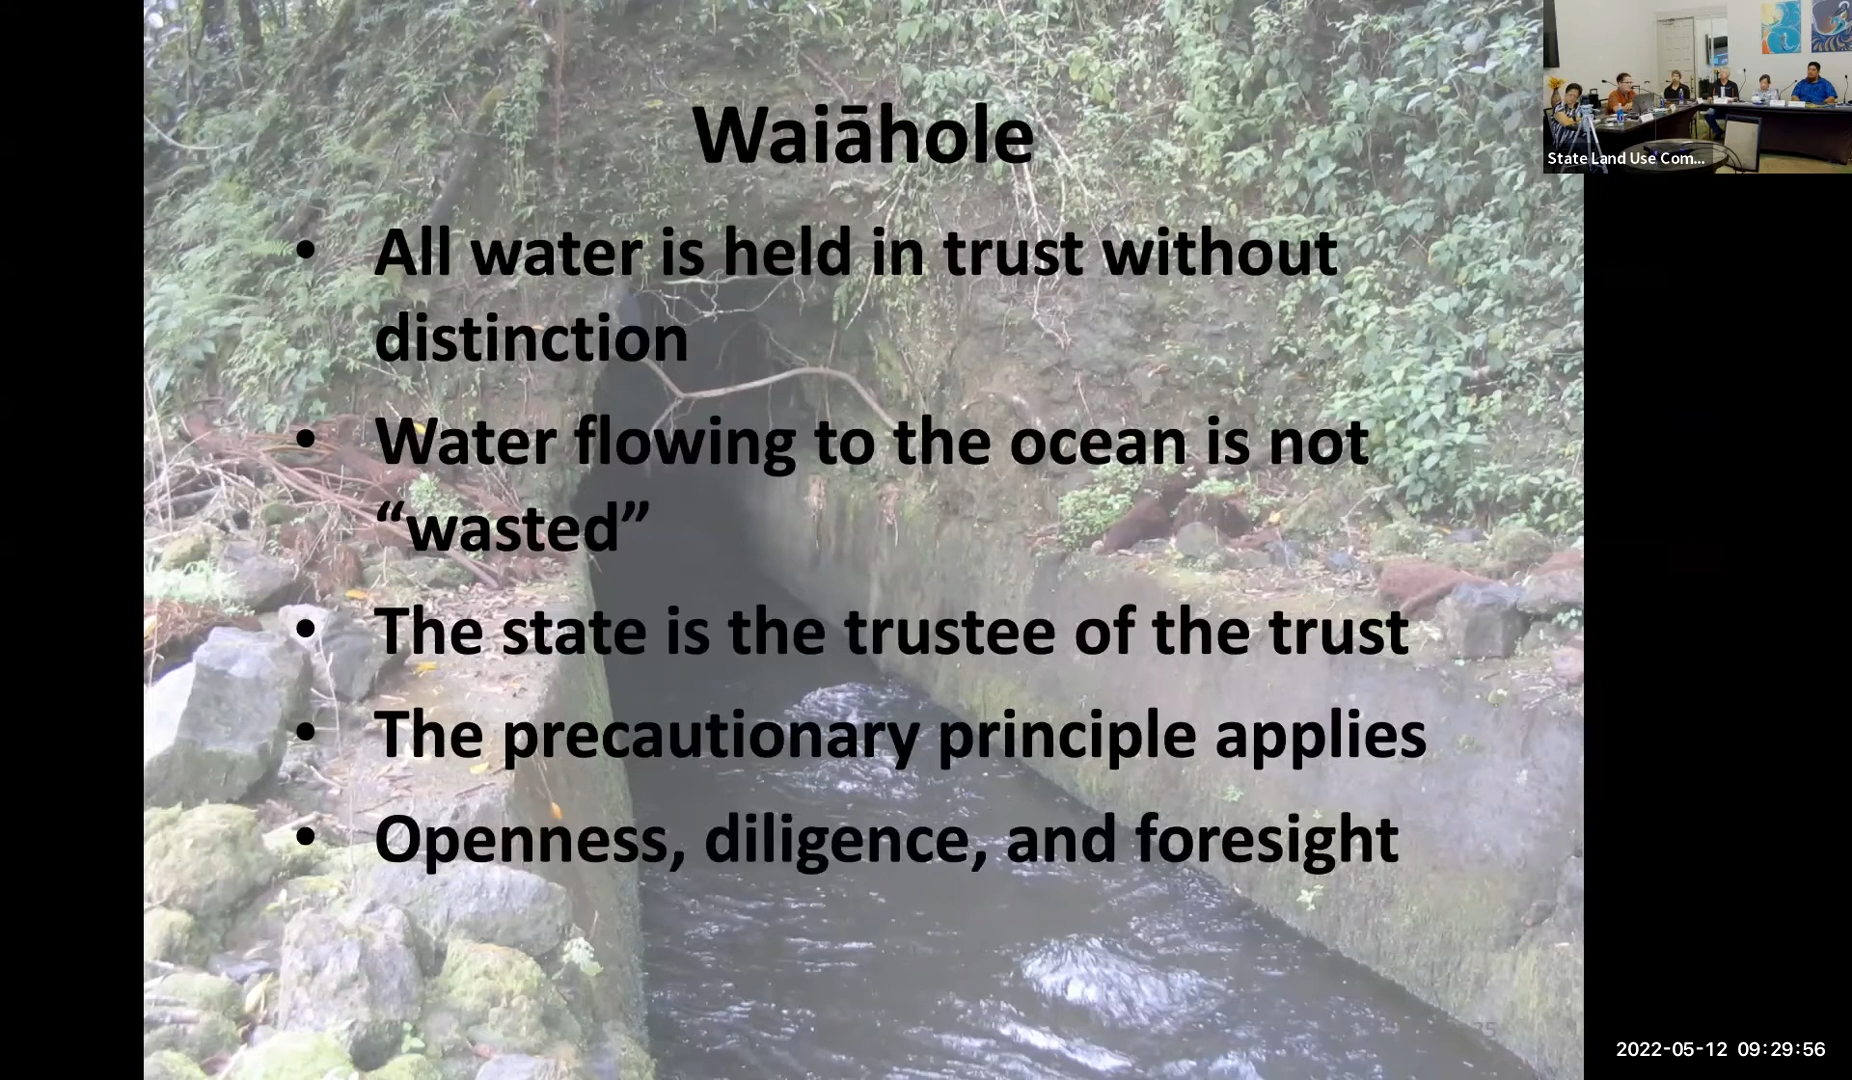 Waiāhole
• All water is held in trust without
distinction
• Water flowing to the ocean is not
“wasted”
• The state is the trustee of the trust
• The precautionary principle applies
• Openness, diligence, and foresight
State Land Use Com...
2022-05-12 09:29:56